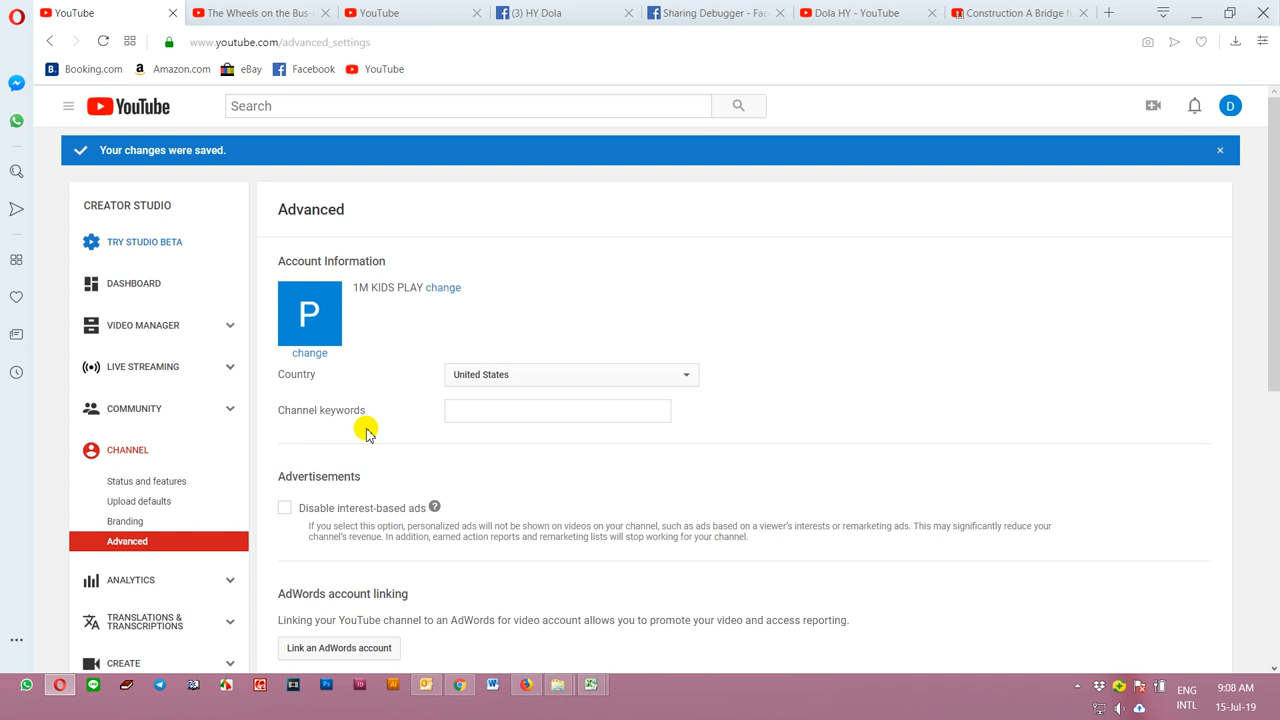 YouTube
The Wheels on the Bus-
YouTube
(3) HY Dola
Sharing Debugger - Fac
Dola HY - YouTube
Construction A Bridge fo
www.youtube.com/advanced_settings
Booking.com
Amazon.com
eBay
Facebook
YouTube
YouTube
Search
D
Your changes were saved.
CREATOR STUDIO
TRY STUDIO BETA
DASHBOARD
VIDEO MANAGER
LIVE STREAMING
COMMUNITY
CHANNEL
Status and features
Upload defaults
Branding
Advanced
ANALYTICS
TRANSLATIONS &
TRANSCRIPTIONS
CREATE
Advanced
Account Information
P
1M KIDS PLAY change
change
Country
United States
Channel keywords
Advertisements
Disable interest-based ads
If you select this option, personalized ads will not be shown on videos on your channel, such as ads based on a viewer's interests or remarketing ads. This may significantly reduce your
channel's revenue. In addition, earned action reports and remarketing lists will stop working for your channel.
AdWords account linking
Linking your YouTube channel to an AdWords for video account allows you to promote your video and access reporting.
Link an AdWords account
ENG
INTL
9:08 AM
15-Jul-19